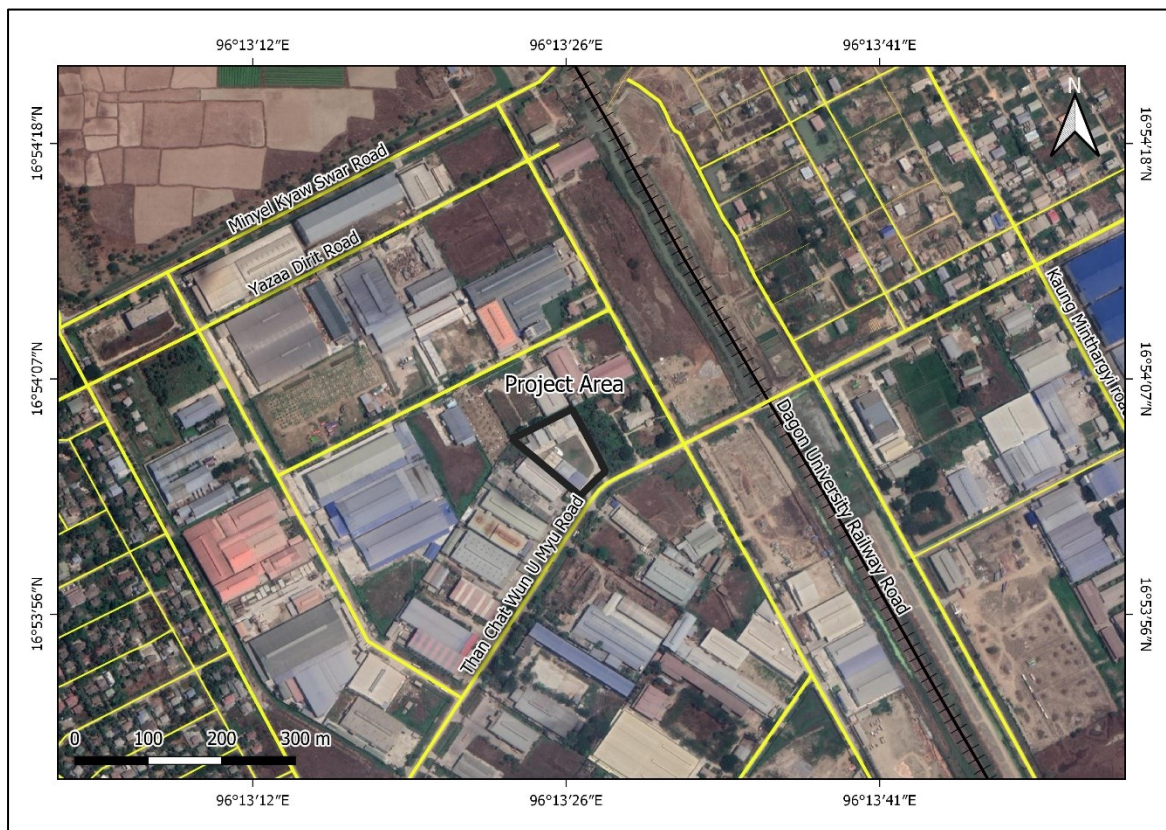 96°13′12″E
96°13′26″E
96°13′41″E
N
16°54′18″N
16°54′18″N
Minyel Kyaw Swar Road
Yazaa Dirit Road
Kaung Minthargyi road
16°54′07″N
16°54′07″N
Project Area
Dagon University Railway Road
Than Chat Wun U Myu Road
16°53′56″N
16°53′56″N
0 100 200 300 m
96°13′12″E
96°13′26″E
96°13′41″E